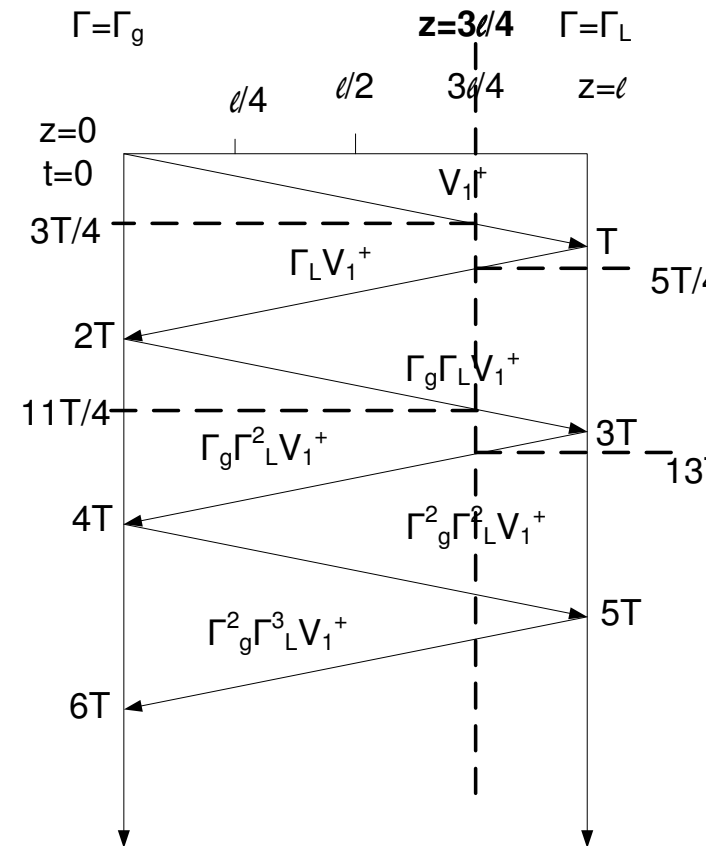 Γ=Γg z=3ℓ/4 Γ=ΓL
ℓ/4 ℓ/2 3ℓ/4 z=ℓ
z=0
t=0
V₁⁺
3T/4
T
ΓLV₁⁺
5T/4
2T
ΓgΓLV₁⁺
11T/4
3T
ΓgΓ²LV₁⁺
13T
4T
Γ²gΓ²LV₁⁺
5T
Γ²gΓ³LV₁⁺
6T